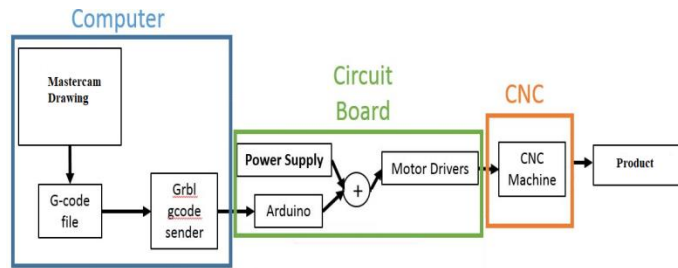 Computer
Mastercam
Drawing
G-code
file
Grbl
gcode
sender
Circuit
Board
Power Supply
Arduino
+
Motor Drivers
CNC
CNC
Machine
Product